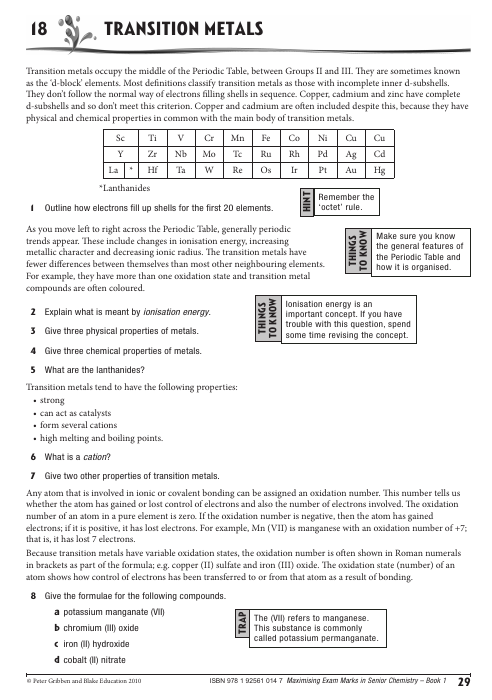 18 TRANSITION METALS
Transition metals occupy the middle of the Periodic Table, between Groups II and III. They are sometimes known
as the 'd-block' elements. Most definitions classify transition metals as those with incomplete inner d-subshells.
They don't follow the normal way of electrons filling shells in sequence. Copper, cadmium and zinc have complete
d-subshells and so don't meet this criterion. Copper and cadmium are often included despite this, because they have
physical and chemical properties in common with the main body of transition metals.
Sc Ti V Cr Mn Fe Co Ni Cu Cu
Y Zr Nb Mo Tc Ru Rh Pd Ag Cd
La * Hf Ta W Re Os Ir Pt Au Hg
*Lanthanides
1 Outline how electrons fill up shells for the first 20 elements.
HINT
Remember the
'octet' rule.
As you move left to right across the Periodic Table, generally periodic
trends appear. These include changes in ionisation energy, increasing
metallic character and decreasing ionic radius. The transition metals have
fewer differences between themselves than most other neighbouring elements.
For example, they have more than one oxidation state and transition metal
compounds are often coloured.
THINGS
TO KNOW
Make sure you know
the general features of
the Periodic Table and
how it is organised.
2 Explain what is meant by ionisation energy.
3 Give three physical properties of metals.
4 Give three chemical properties of metals.
5 What are the lanthanides?
THINGS
TO KNOW
Ionisation energy is an
important concept. If you have
trouble with this question, spend
some time revising the concept.
Transition metals tend to have the following properties:
• strong
• can act as catalysts
• form several cations
• high melting and boiling points.
6 What is a cation?
7 Give two other properties of transition metals.
Any atom that is involved in ionic or covalent bonding can be assigned an oxidation number. This number tells us
whether the atom has gained or lost control of electrons and also the number of electrons involved. The oxidation
number of an atom in a pure element is zero. If the oxidation number is negative, then the atom has gained
electrons; if it is positive, it has lost electrons. For example, Mn (VII) is manganese with an oxidation number of +7;
that is, it has lost 7 electrons.
Because transition metals have variable oxidation states, the oxidation number is often shown in Roman numerals
in brackets as part of the formula; e.g. copper (II) sulfate and iron (III) oxide. The oxidation state (number) of an
atom shows how control of electrons has been transferred to or from that atom as a result of bonding.
8 Give the formulae for the following compounds.
a potassium manganate (VII)
b chromium (III) oxide
c iron (II) hydroxide
d cobalt (II) nitrate
TRAP
The (VII) refers to manganese.
This substance is commonly
called potassium permanganate.
© Peter Gribben and Blake Education 2010 ISBN 978 1 92561 014 7 Maximising Exam Marks in Senior Chemistry – Book 1 29